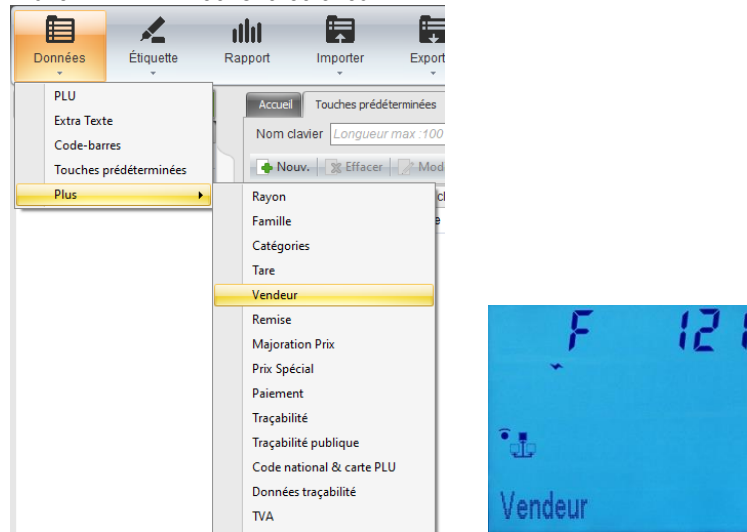 Données
Étiquette
Rapport
Importer
Export
PLU
Extra Texte
Code-barres
Touches prédéterminées
Plus
Accueil
Touches prédéterminées
Nom clavier
Longueur max :100
Nouv.
Effacer
Mod
Rayon
Famille
Catégories
Tare
Vendeur
Remise
Majoration Prix
Prix Spécial
Paiement
Traçabilité
Traçabilité publique
Code national & carte PLU
Données traçabilité
TVA
F 121
Vendeur